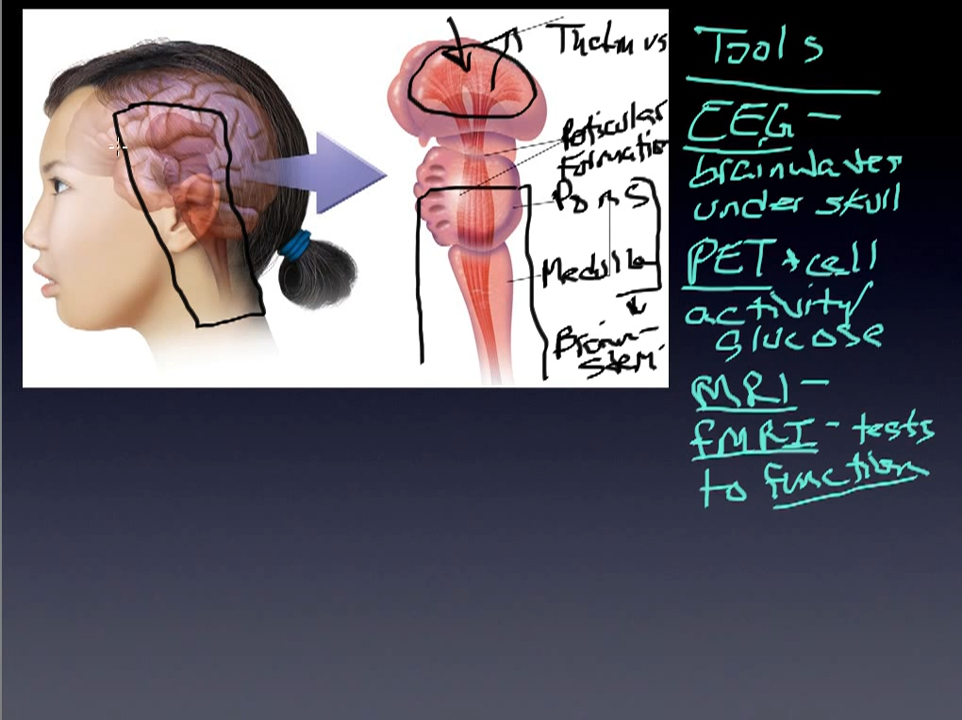 Thalmus
Reticular
Formation
Pons
Medulla
Brain-
stem
Tools
EEG -
brainwaves
under skull
PET → cell
activity/
glucose
MRI -
fMRI - tests
to function